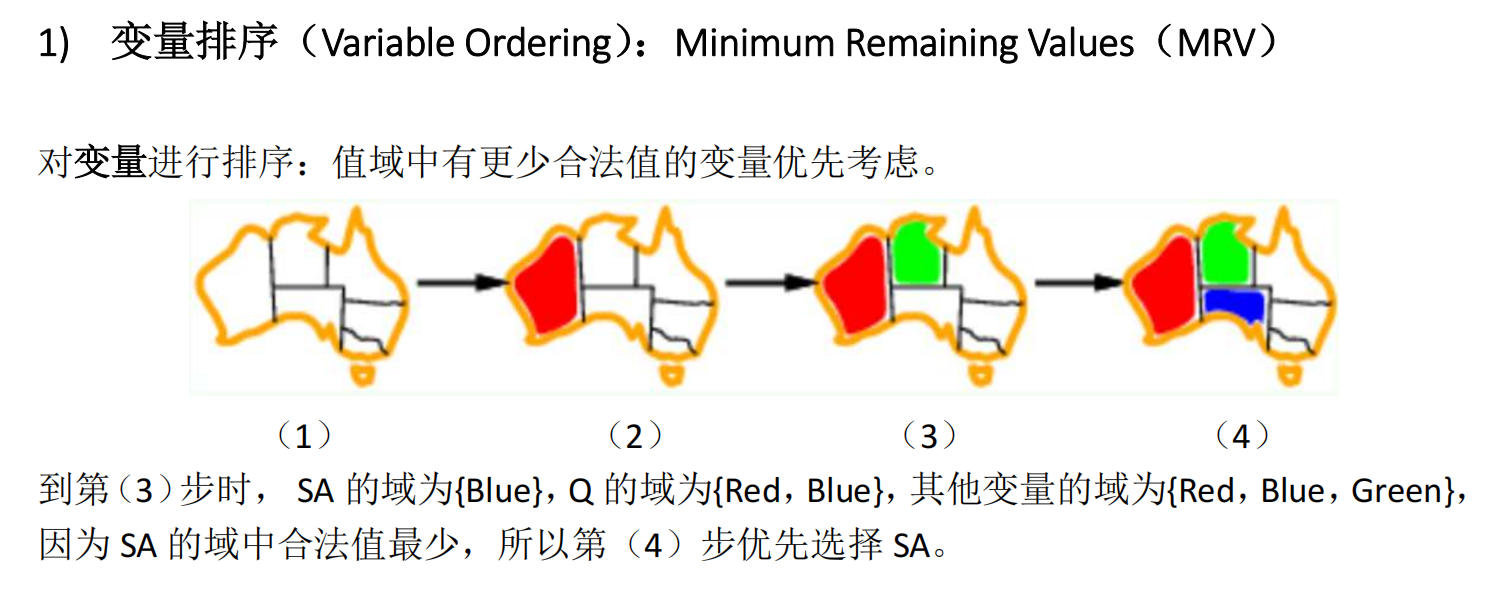 1) 变量排序（Variable Ordering）：Minimum Remaining Values（MRV）
对变量进行排序：值域中有更少合法值的变量优先考虑。
（1） （2） （3） （4）
到第（3）步时， SA 的域为{Blue}，Q 的域为{Red，Blue}，其他变量的域为{Red，Blue，Green}，
因为 SA 的域中合法值最少，所以第（4）步优先选择 SA。